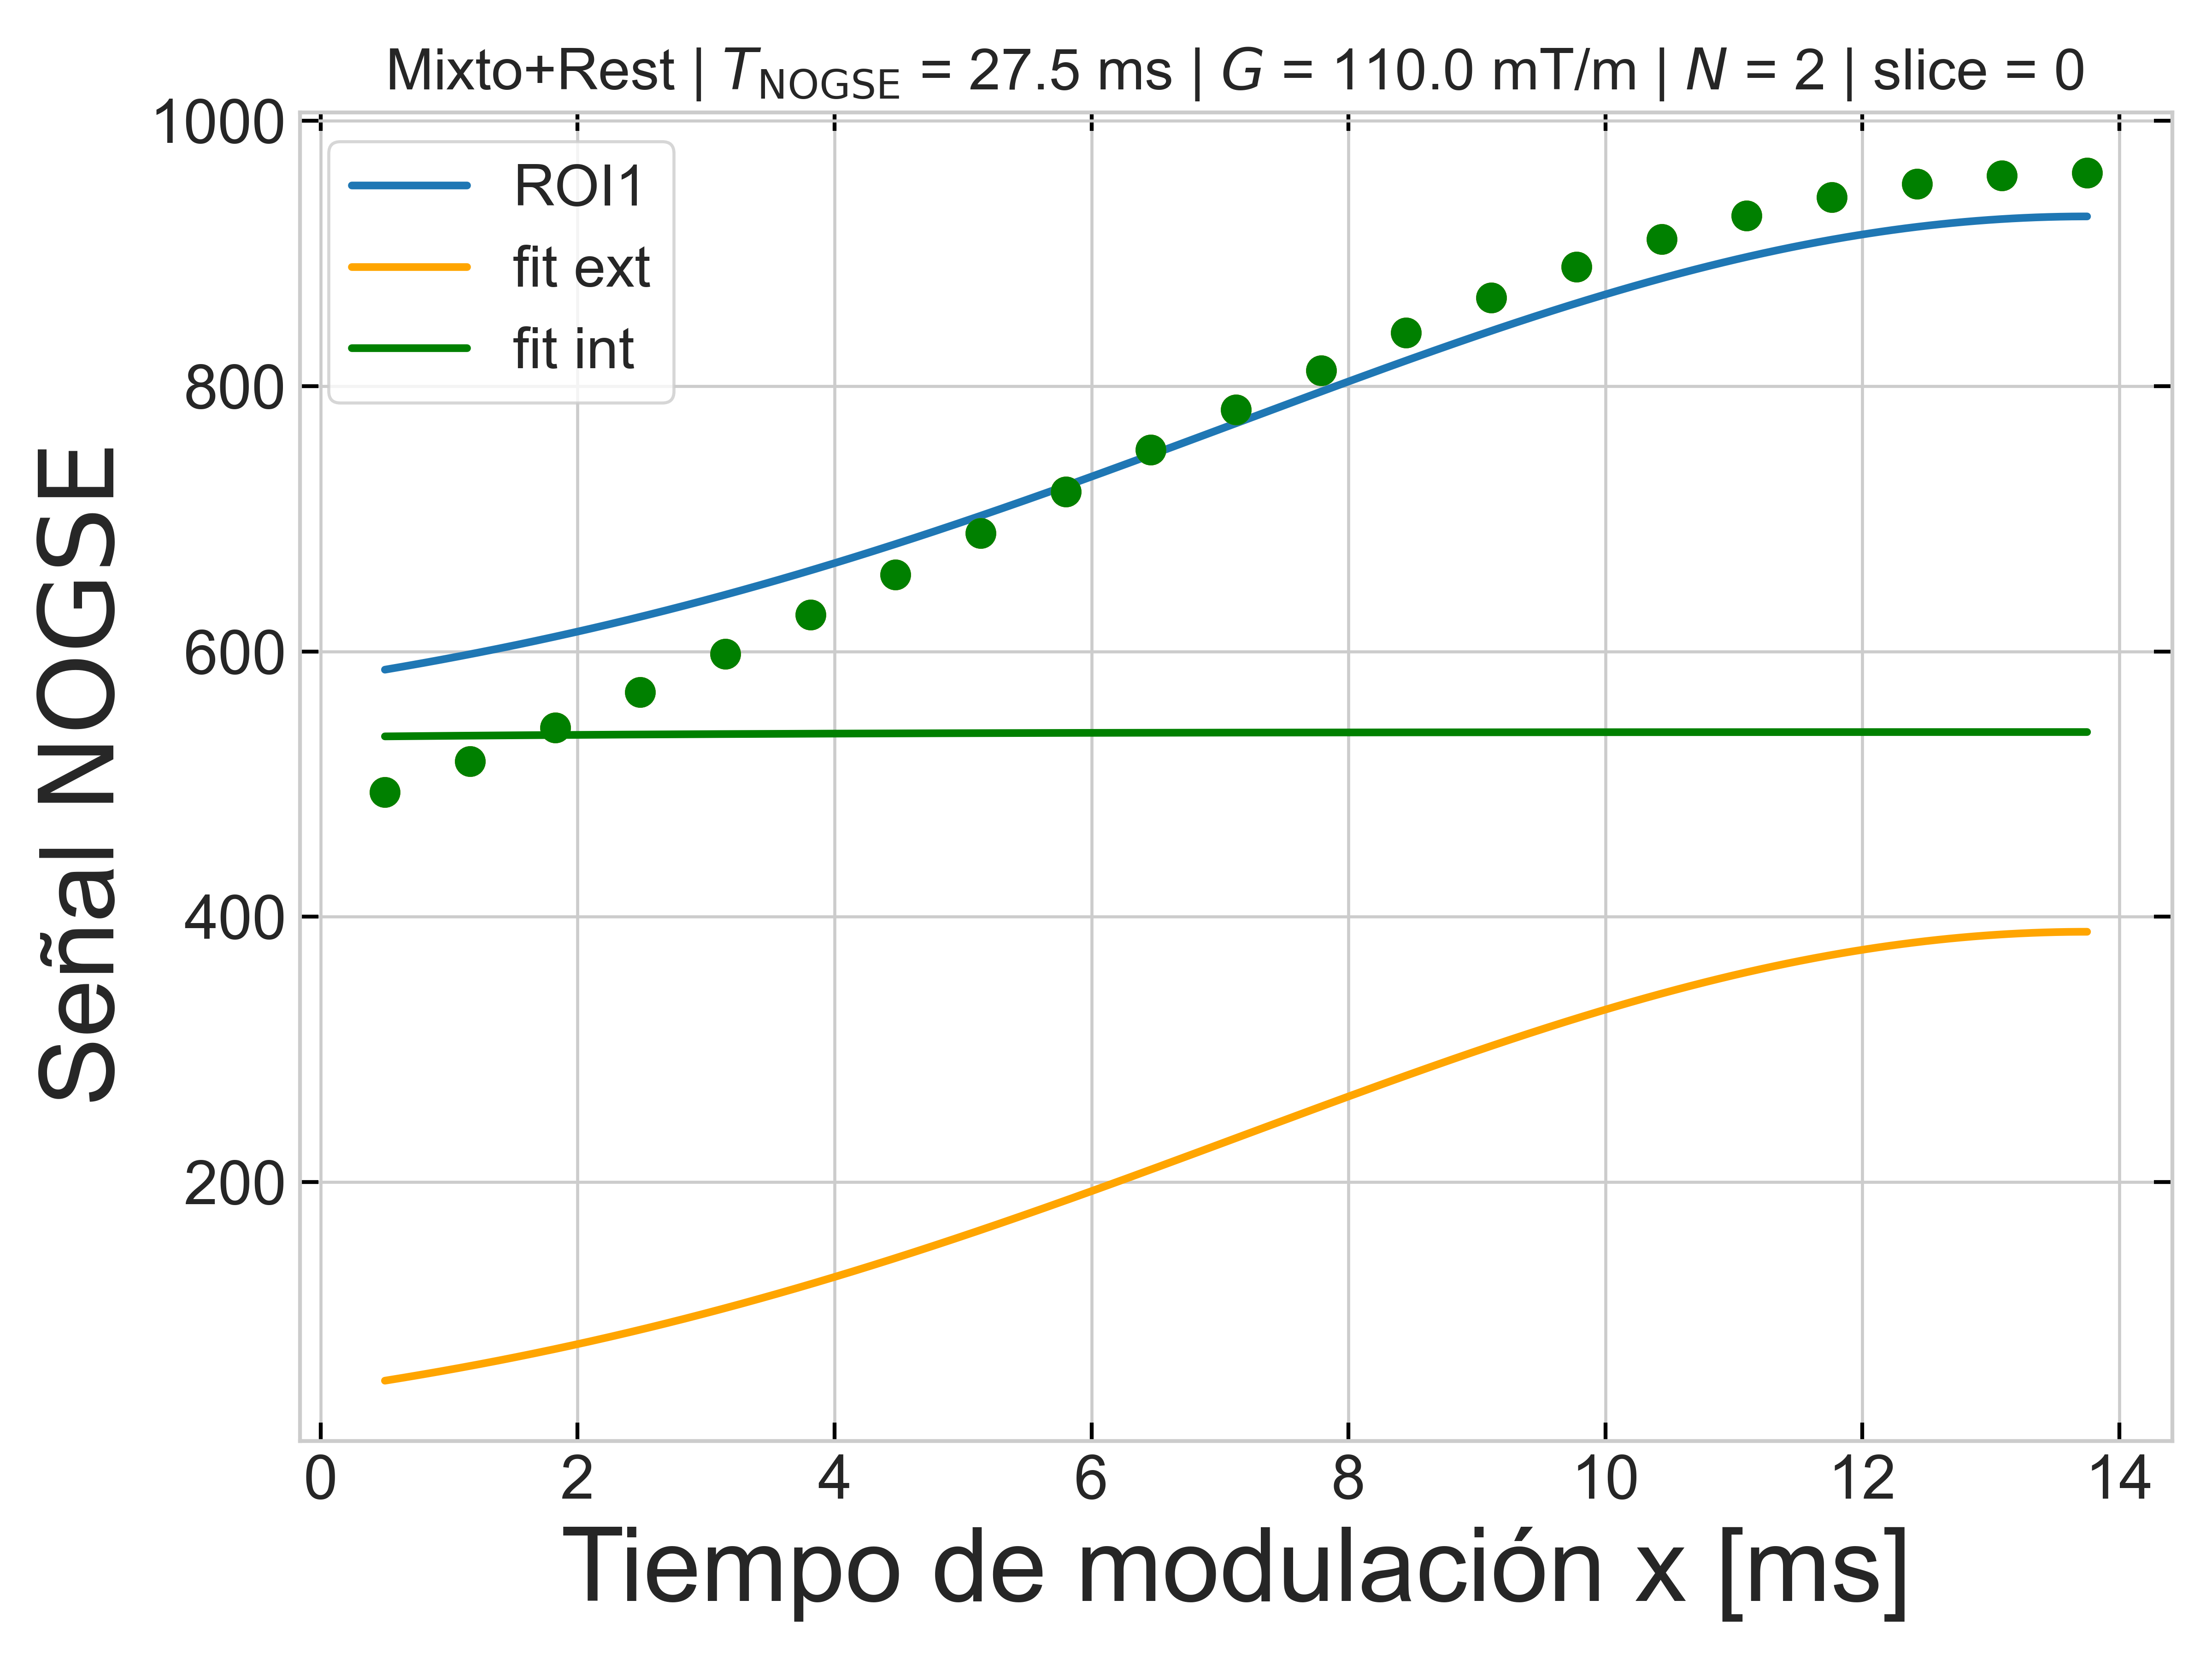 Mixto+Rest | T_NOGSE = 27.5 ms | G = 110.0 mT/m | N = 2 | slice = 0
1000
800
600
400
200
Señal NOGSE
ROI1
fit ext
fit int
0 2 4 6 8 10 12 14
Tiempo de modulación x [ms]